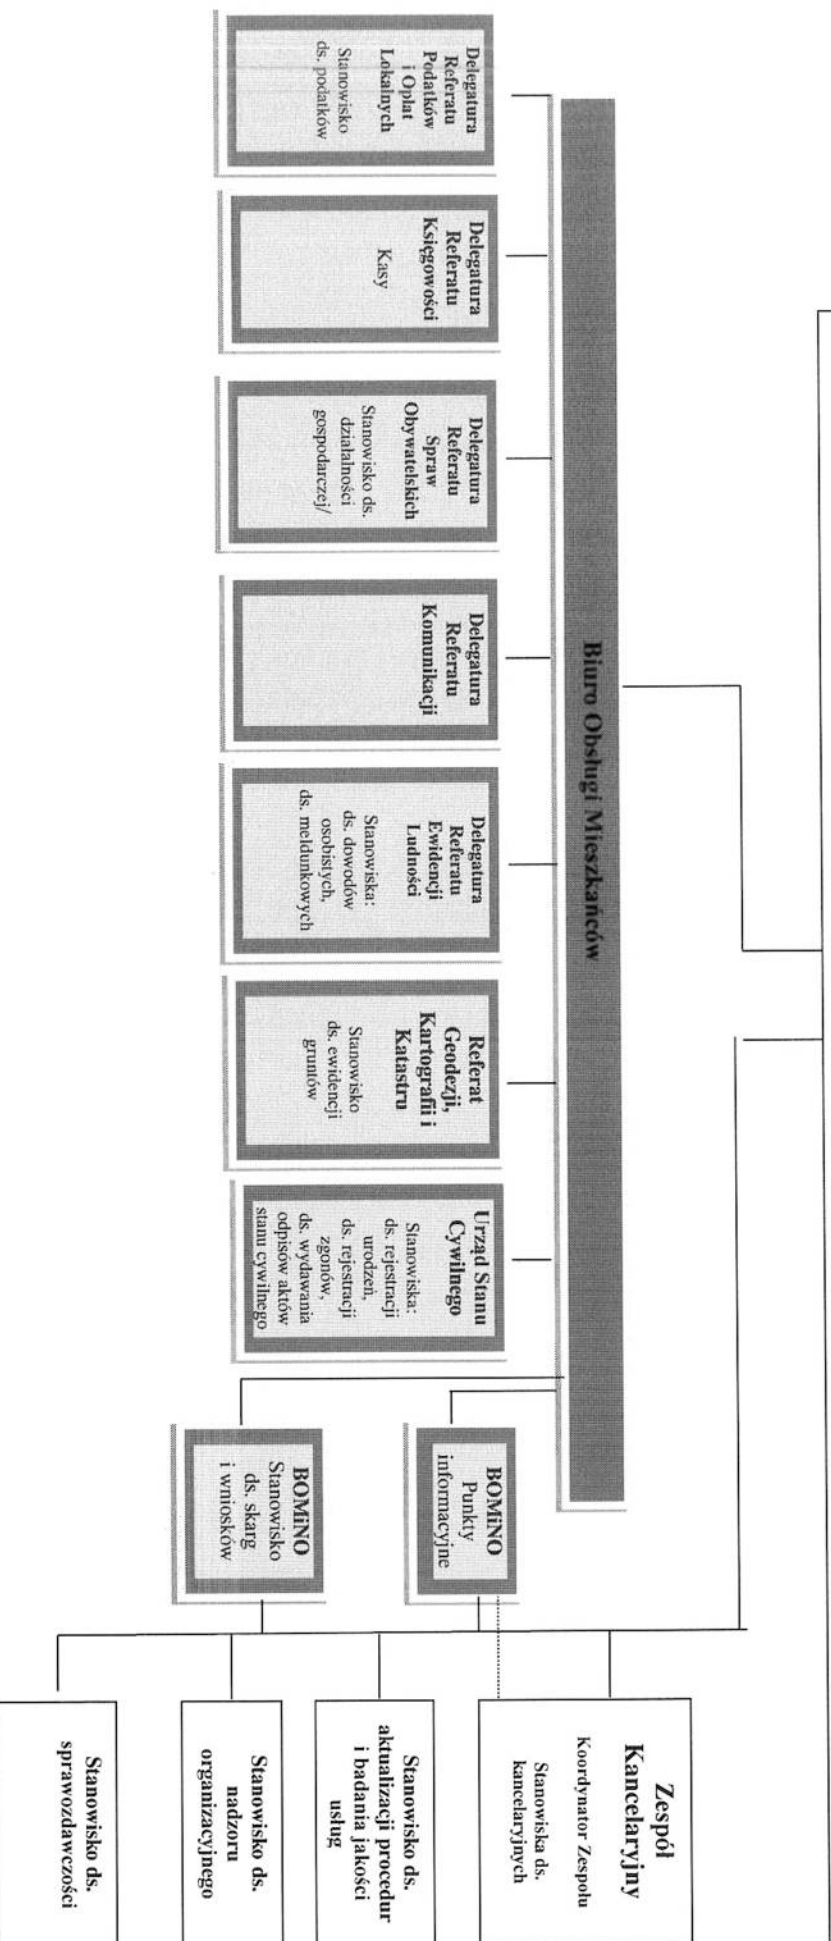 Biuro Obsługi Mieszkańców
Delegatura
Referatu
Podatków
i Opłat
Lokalnych
Stanowisko
ds. podatków
Delegatura
Referatu
Księgowości
Kasy
Delegatura
Referatu
Spraw
Obywatelskich
Stanowisko ds.
działalności
gospodarczej/
Delegatura
Referatu
Komunikacji
Delegatura
Referatu
Ewidencji
Ludności
Stanowiska:
ds. dowodów
osobistych,
ds. meldunkowych
Referat
Geodezji,
Kartografii i
Katastru
Stanowisko
ds. ewidencji
gruntów
Urząd Stanu
Cywilnego
Stanowiska:
ds. rejestracji
urodzeń,
ds. rejestracji
zgonów,
ds. wydawania
odpisów aktów
stanu cywilnego
BOMiNO
Punkty
informacyjne
BOMiNO
Stanowisko
ds. skarg
i wniosków
Zespół
Kancelaryjny
Koordynator Zespołu
Stanowiska ds.
kancelaryjnych
Stanowisko ds.
aktualizacji procedur
i badania jakości
usług
Stanowisko ds.
nadzoru
organizacyjnego
Stanowisko ds.
sprawozdawczości